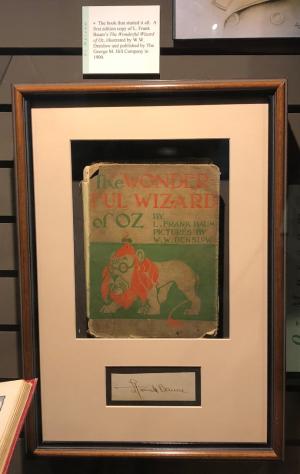 • The book that started it all. A
first edition copy of L. Frank
Baum's The Wonderful Wizard
of Oz, illustrated by W.W.
Denslow and published by The
George M. Hill Company in
1900.
The WONDER
FUL WIZARD
of OZ BY
L. FRANK BAUM
PICTURES BY
W. W. DENSLOW
L. Frank Baum